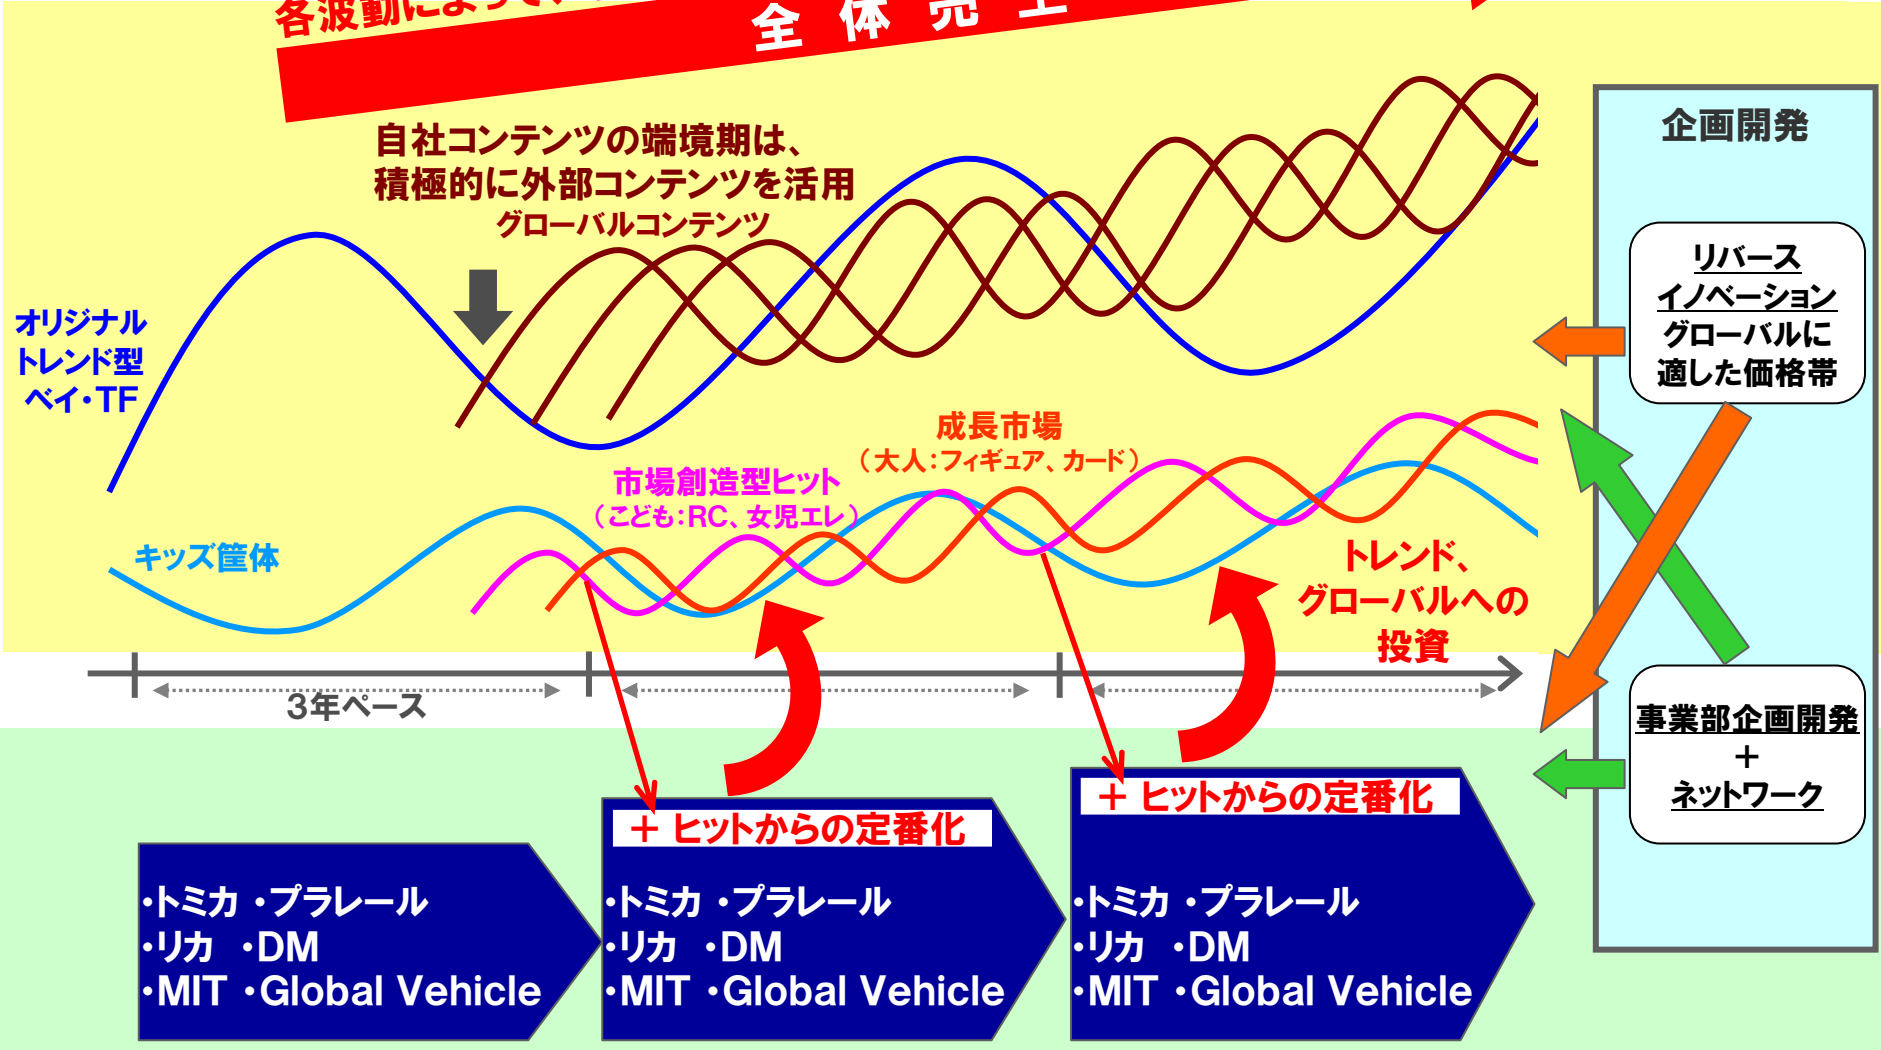 各波動によって、
全体売上
自社コンテンツの端境期は、
積極的に外部コンテンツを活用
グローバルコンテンツ
オリジナル
トレンド型
ベイ・TF
成長市場
（大人：フィギュア、カード）
市場創造型ヒット
（こども：RC、女児エレ）
キッズ筐体
トレンド、
グローバルへの
投資
3年ペース
企画開発
リバース
イノベーション
グローバルに
適した価格帯
事業部企画開発
＋
ネットワーク
＋ ヒットからの定番化
＋ ヒットからの定番化
・トミカ ・プラレール
・リカ ・DM
・MIT ・Global Vehicle
・トミカ ・プラレール
・リカ ・DM
・MIT ・Global Vehicle
・トミカ ・プラレール
・リカ ・DM
・MIT ・Global Vehicle